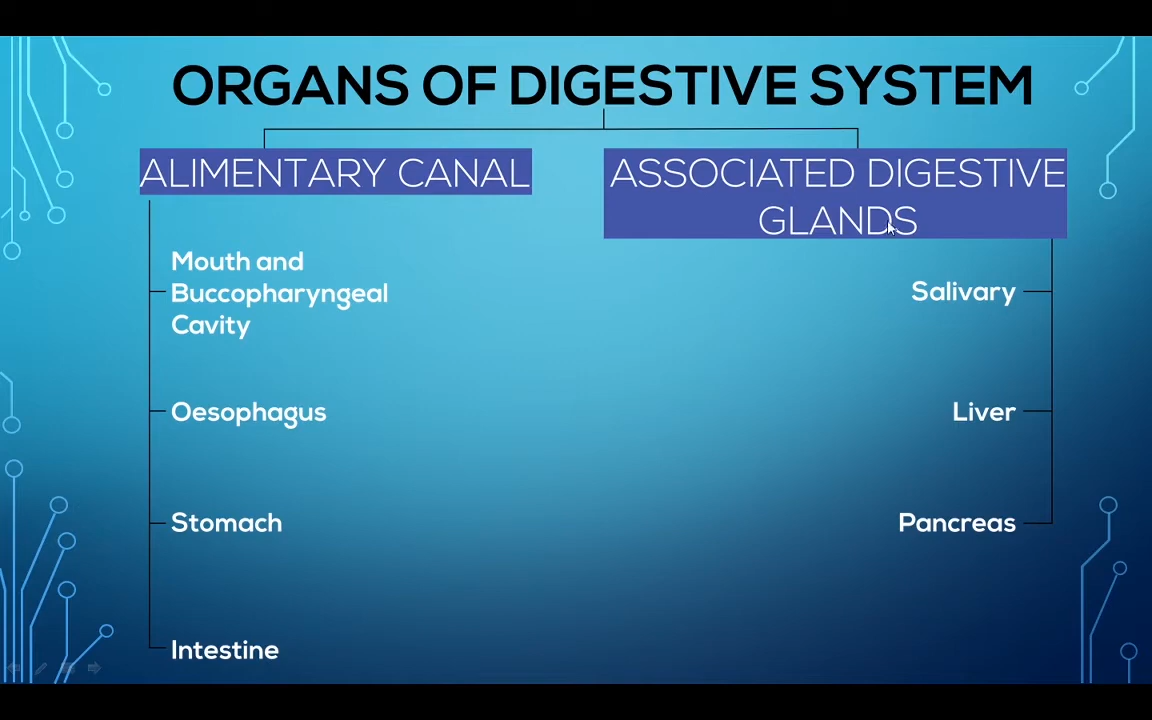 ORGANS OF DIGESTIVE SYSTEM
ALIMENTARY CANAL
Mouth and
Buccopharyngeal
Cavity
Oesophagus
Stomach
Intestine
ASSOCIATED DIGESTIVE
GLANDS
Salivary
Liver
Pancreas